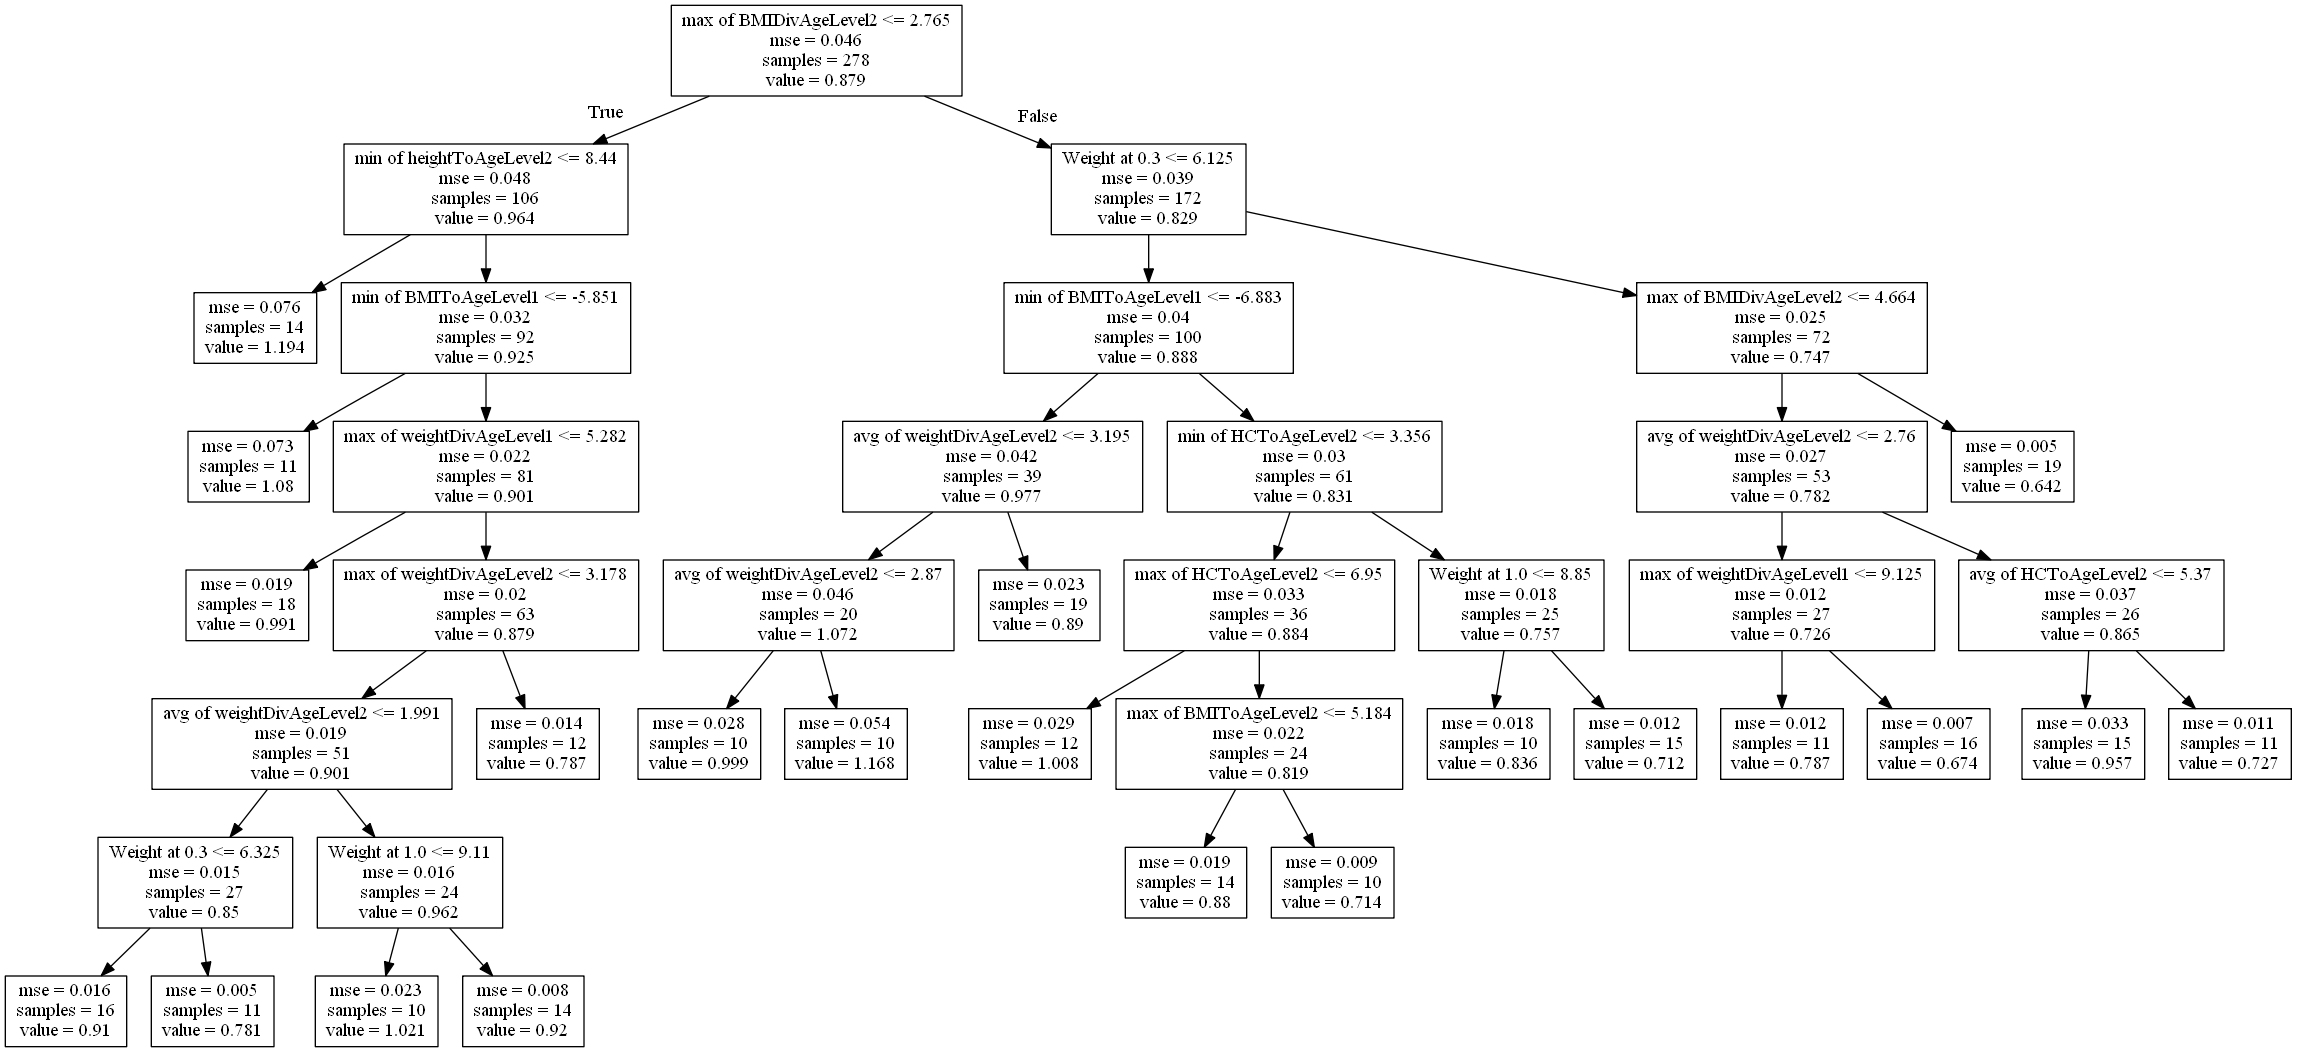 max of BMIDivAgeLevel2 <= 2.765
mse = 0.046
samples = 278
value = 0.879
True
False
min of heightToAgeLevel2 <= 8.44
mse = 0.048
samples = 106
value = 0.964
Weight at 0.3 <= 6.125
mse = 0.039
samples = 172
value = 0.829
mse = 0.076
samples = 14
value = 1.194
min of BMIToAgeLevel1 <= -5.851
mse = 0.032
samples = 92
value = 0.925
min of BMIToAgeLevel1 <= -6.883
mse = 0.04
samples = 100
value = 0.888
max of BMIDivAgeLevel2 <= 4.664
mse = 0.025
samples = 72
value = 0.747
mse = 0.073
samples = 11
value = 1.08
max of weightDivAgeLevel1 <= 5.282
mse = 0.022
samples = 81
value = 0.901
avg of weightDivAgeLevel2 <= 3.195
mse = 0.042
samples = 39
value = 0.977
min of HCToAgeLevel2 <= 3.356
mse = 0.03
samples = 61
value = 0.831
avg of weightDivAgeLevel2 <= 2.76
mse = 0.027
samples = 53
value = 0.782
mse = 0.005
samples = 19
value = 0.642
mse = 0.019
samples = 18
value = 0.991
max of weightDivAgeLevel2 <= 3.178
mse = 0.02
samples = 63
value = 0.879
avg of weightDivAgeLevel2 <= 2.87
mse = 0.046
samples = 20
value = 1.072
mse = 0.023
samples = 19
value = 0.89
max of HCToAgeLevel2 <= 6.95
mse = 0.033
samples = 36
value = 0.884
Weight at 1.0 <= 8.85
mse = 0.018
samples = 25
value = 0.757
max of weightDivAgeLevel1 <= 9.125
mse = 0.012
samples = 27
value = 0.726
avg of HCToAgeLevel2 <= 5.37
mse = 0.037
samples = 26
value = 0.865
avg of weightDivAgeLevel2 <= 1.991
mse = 0.019
samples = 51
value = 0.901
mse = 0.014
samples = 12
value = 0.787
mse = 0.028
samples = 10
value = 0.999
mse = 0.054
samples = 10
value = 1.168
mse = 0.029
samples = 12
value = 1.008
max of BMIToAgeLevel2 <= 5.184
mse = 0.022
samples = 24
value = 0.819
mse = 0.018
samples = 10
value = 0.836
mse = 0.012
samples = 15
value = 0.712
mse = 0.012
samples = 11
value = 0.787
mse = 0.007
samples = 16
value = 0.674
mse = 0.033
samples = 15
value = 0.957
mse = 0.011
samples = 11
value = 0.727
Weight at 0.3 <= 6.325
mse = 0.015
samples = 27
value = 0.85
Weight at 1.0 <= 9.11
mse = 0.016
samples = 24
value = 0.962
mse = 0.019
samples = 14
value = 0.88
mse = 0.009
samples = 10
value = 0.714
mse = 0.016
samples = 16
value = 0.91
mse = 0.005
samples = 11
value = 0.781
mse = 0.023
samples = 10
value = 1.021
mse = 0.008
samples = 14
value = 0.92